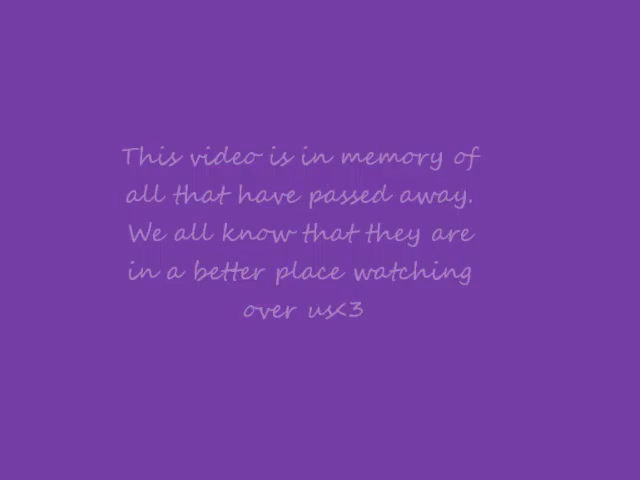 This video is in memory of
all that have passed away.
We all know that they are
in a better place watching
over us<3